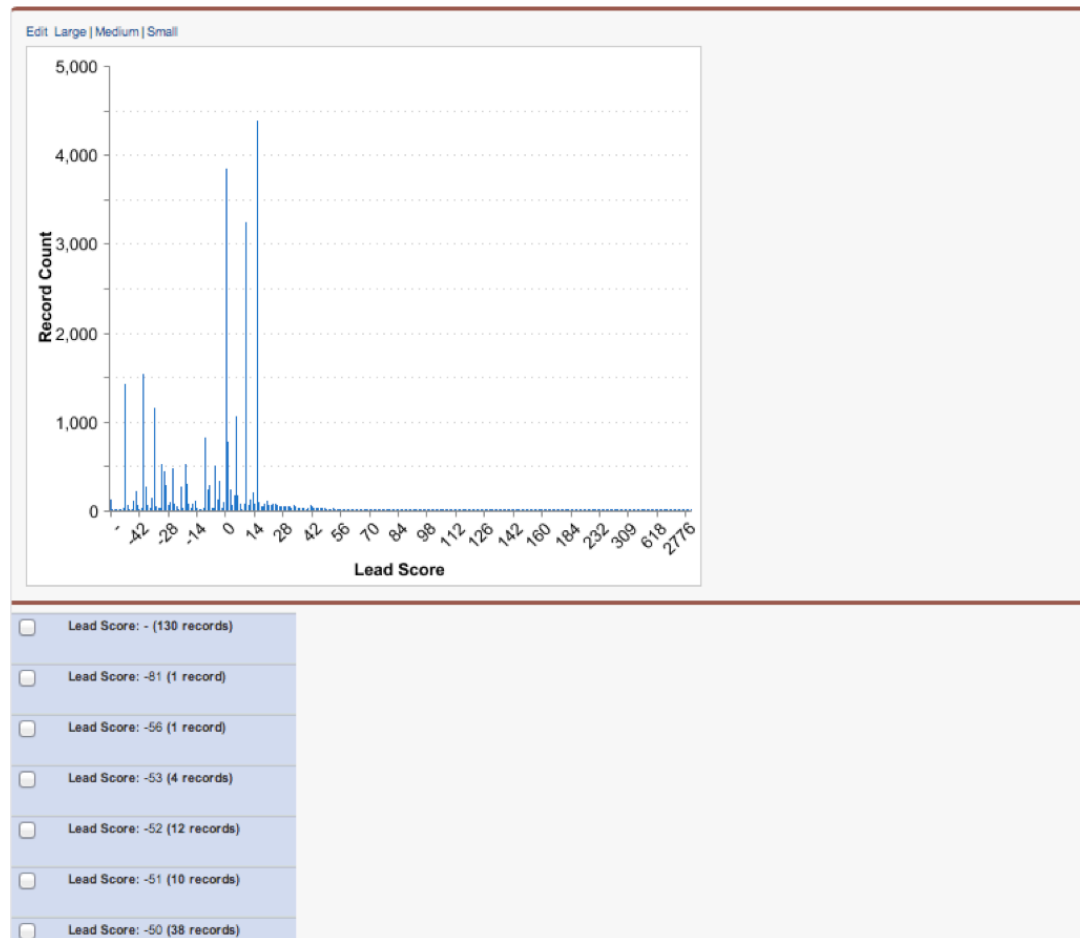 Edit Large | Medium | Small
5,000
4,000
3,000
2,000
1,000
0
Record Count
- -42 -28 -14 0 14 28 42 56 70 84 98 112 126 142 160 184 232 309 618 2776
Lead Score
Lead Score: - (130 records)
Lead Score: -81 (1 record)
Lead Score: -56 (1 record)
Lead Score: -53 (4 records)
Lead Score: -52 (12 records)
Lead Score: -51 (10 records)
Lead Score: -50 (38 records)